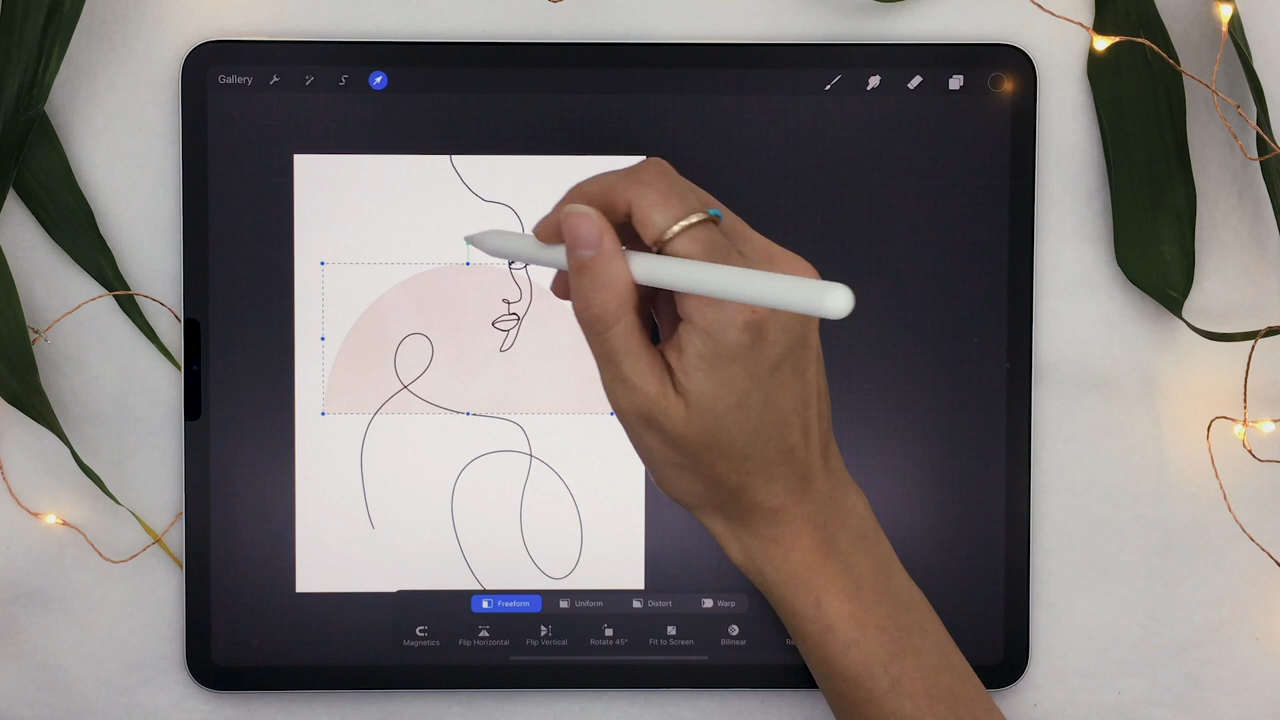 Gallery
Freeform Uniform Distort Warp
Magnetics Flip Horizontal Flip Vertical Rotate 45° Fit to Screen Bilinear